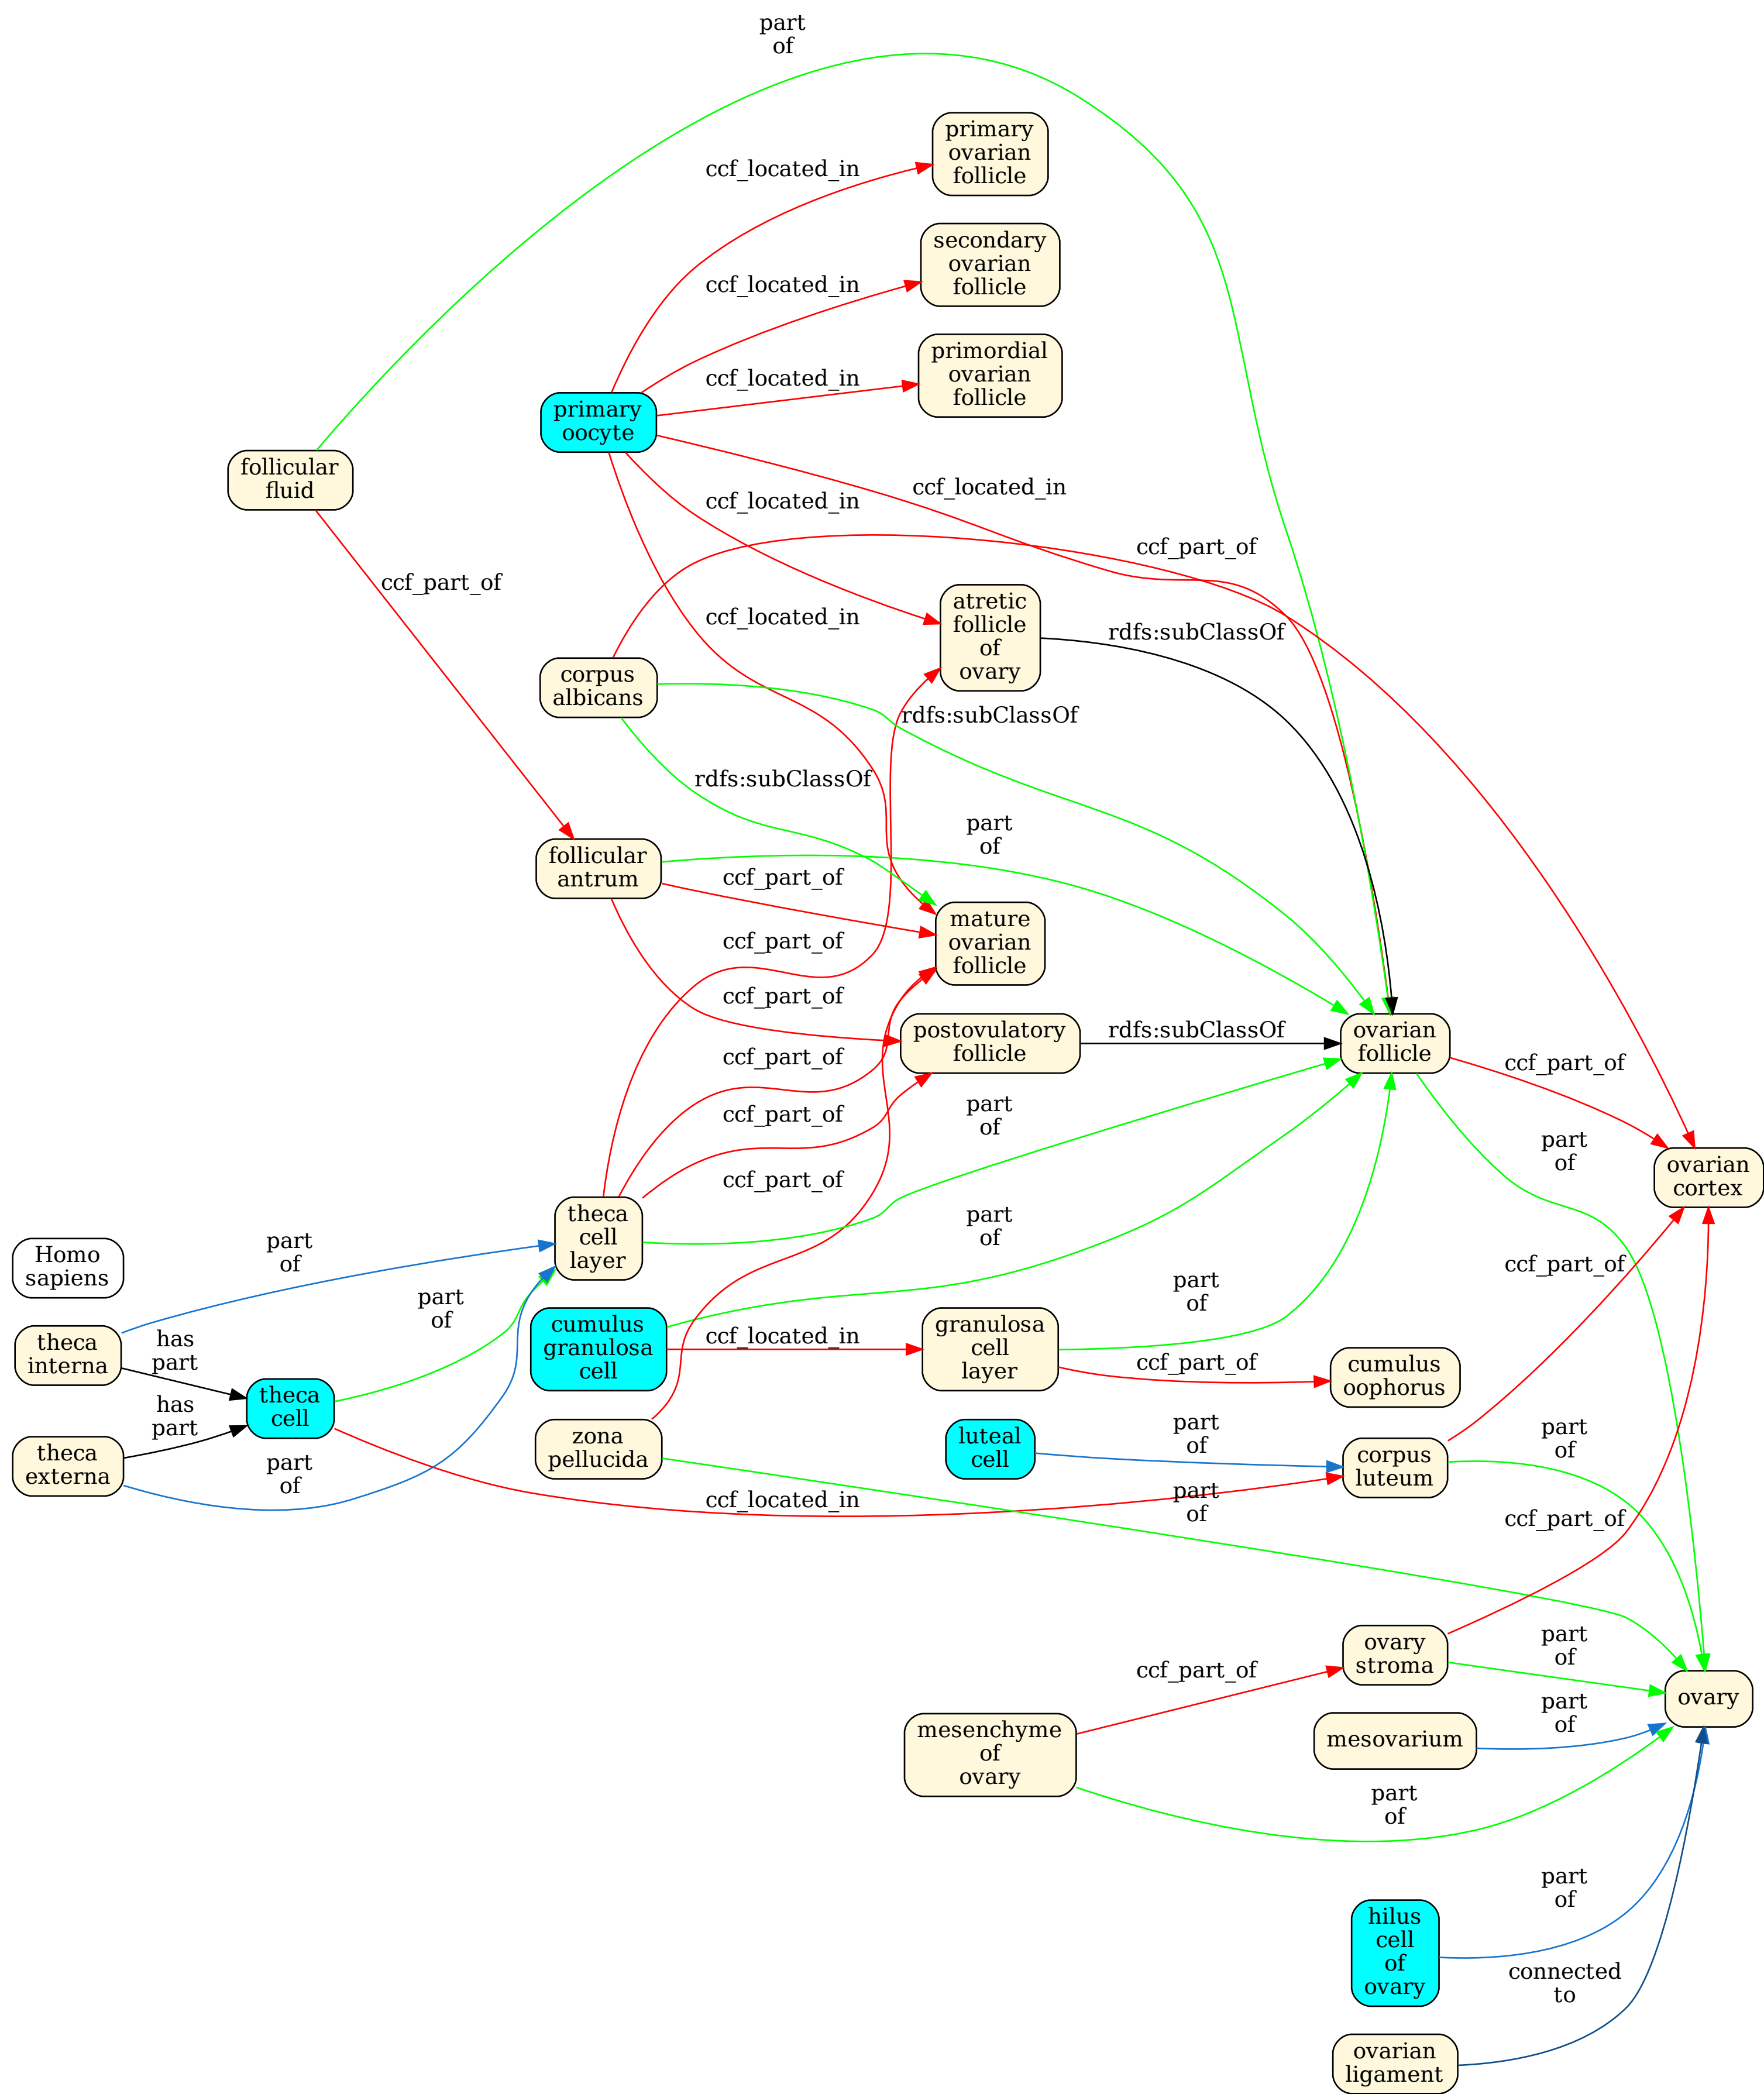 part
of
primary
ovarian
follicle
ccf_located_in
secondary
ovarian
follicle
ccf_located_in
primordial
ovarian
follicle
ccf_located_in
primary
oocyte
follicular
fluid
ccf_located_in
ccf_located_in
ccf_part_of
ccf_part_of
atretic
follicle
of
ovary
ccf_located_in
rdfs:subClassOf
corpus
albicans
rdfs:subClassOf
rdfs:subClassOf
part
of
follicular
antrum
ccf_part_of
mature
ovarian
follicle
ccf_part_of
ccf_part_of
postovulatory
follicle
rdfs:subClassOf
ovarian
follicle
ccf_part_of
ccf_part_of
ccf_part_of
part
of
part
of
ovarian
cortex
ccf_part_of
theca
cell
layer
part
of
Homo
sapiens
part
of
part
of
part
of
ccf_part_of
theca
interna
has
part
cumulus
granulosa
cell
ccf_located_in
granulosa
cell
layer
ccf_part_of
cumulus
oophorus
theca
cell
has
part
theca
externa
part
of
zona
pellucida
luteal
cell
part
of
corpus
luteum
part
of
ccf_located_in
part
of
ccf_part_of
ovary
stroma
part
of
ccf_part_of
ovary
mesenchyme
of
ovary
mesovarium
part
of
part
of
hilus
cell
of
ovary
part
of
connected
to
ovarian
ligament